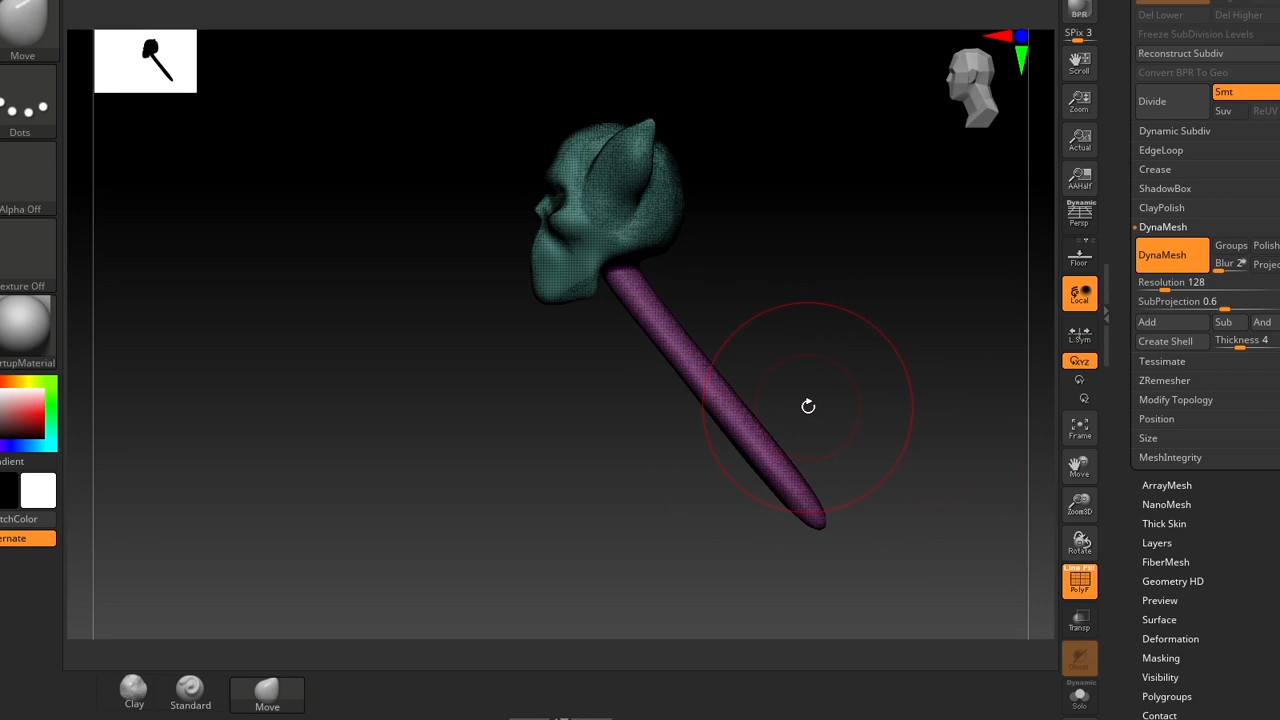 Move
Dots
Alpha Off
exture Off
rtupMaterial
adient
tchColor
ernate
BPR
SPix 3
Scroll
Zoom
Actual
AAHalf
Dynamic
Persp
Floor
Local
L.Sym
XYZ
Frame
Move
Zoom3D
Rotate
Line Fill
PolyF
Transp
Ghost
Dynamic
Solo
Del Lower Del Higher
Freeze SubDivision Levels
Reconstruct Subdiv
Convert BPR To Geo
Divide Smt
Suv ReUV
Dynamic Subdiv
EdgeLoop
Crease
ShadowBox
ClayPolish
DynaMesh
DynaMesh Groups Polish
Blur 2 Projec
Resolution 128
SubProjection 0.6
Add Sub And
Create Shell Thickness 4
Tessimate
ZRemesher
Modify Topology
Position
Size
MeshIntegrity
ArrayMesh
NanoMesh
Thick Skin
Layers
FiberMesh
Geometry HD
Preview
Surface
Deformation
Masking
Visibility
Polygroups
Contact
Clay Standard Move